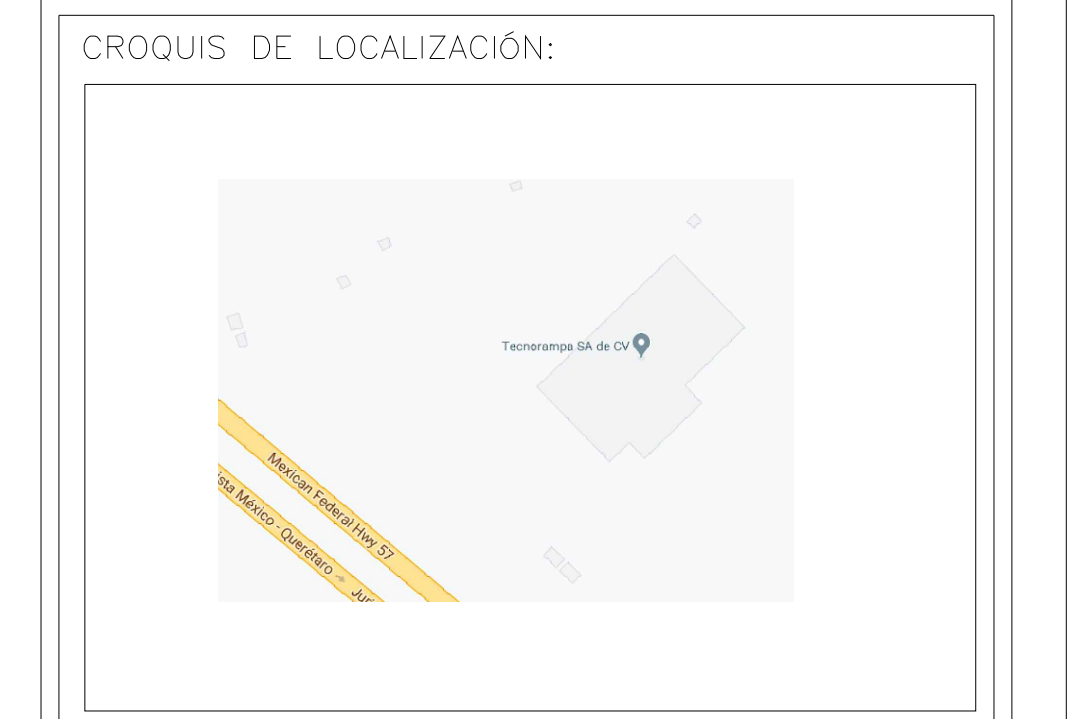 CROQUIS DE LOCALIZACIÓN:
Tecnorampa SA de CV
Mexican Federal Hwy 57
ista México - Querétaro